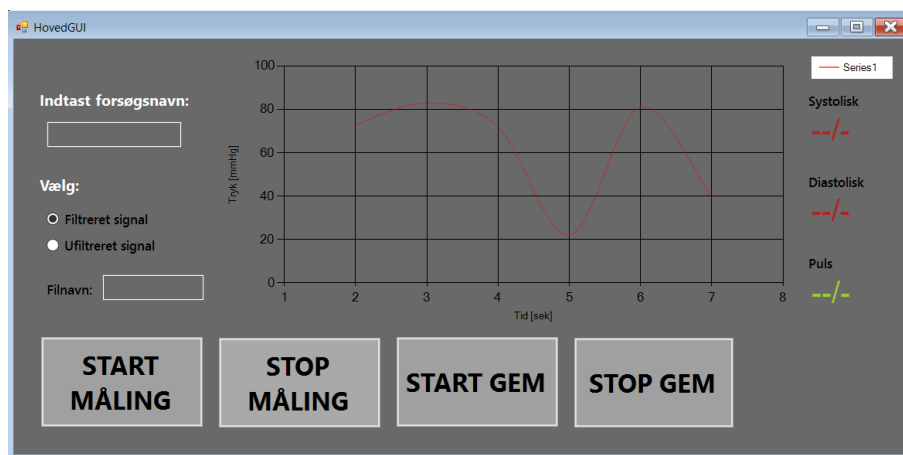 HovedGUI
Indtast forsøgsnavn:
Vælg:
Filtreret signal
Ufiltreret signal
Filnavn:
100
80
60
40
20
0
Tryk [mmHg]
1 2 3 4 5 6 7 8
Tid [sek]
Series1
Systolisk
--/-
Diastolisk
--/-
Puls
--/-
START
MÅLING
STOP
MÅLING
START GEM
STOP GEM